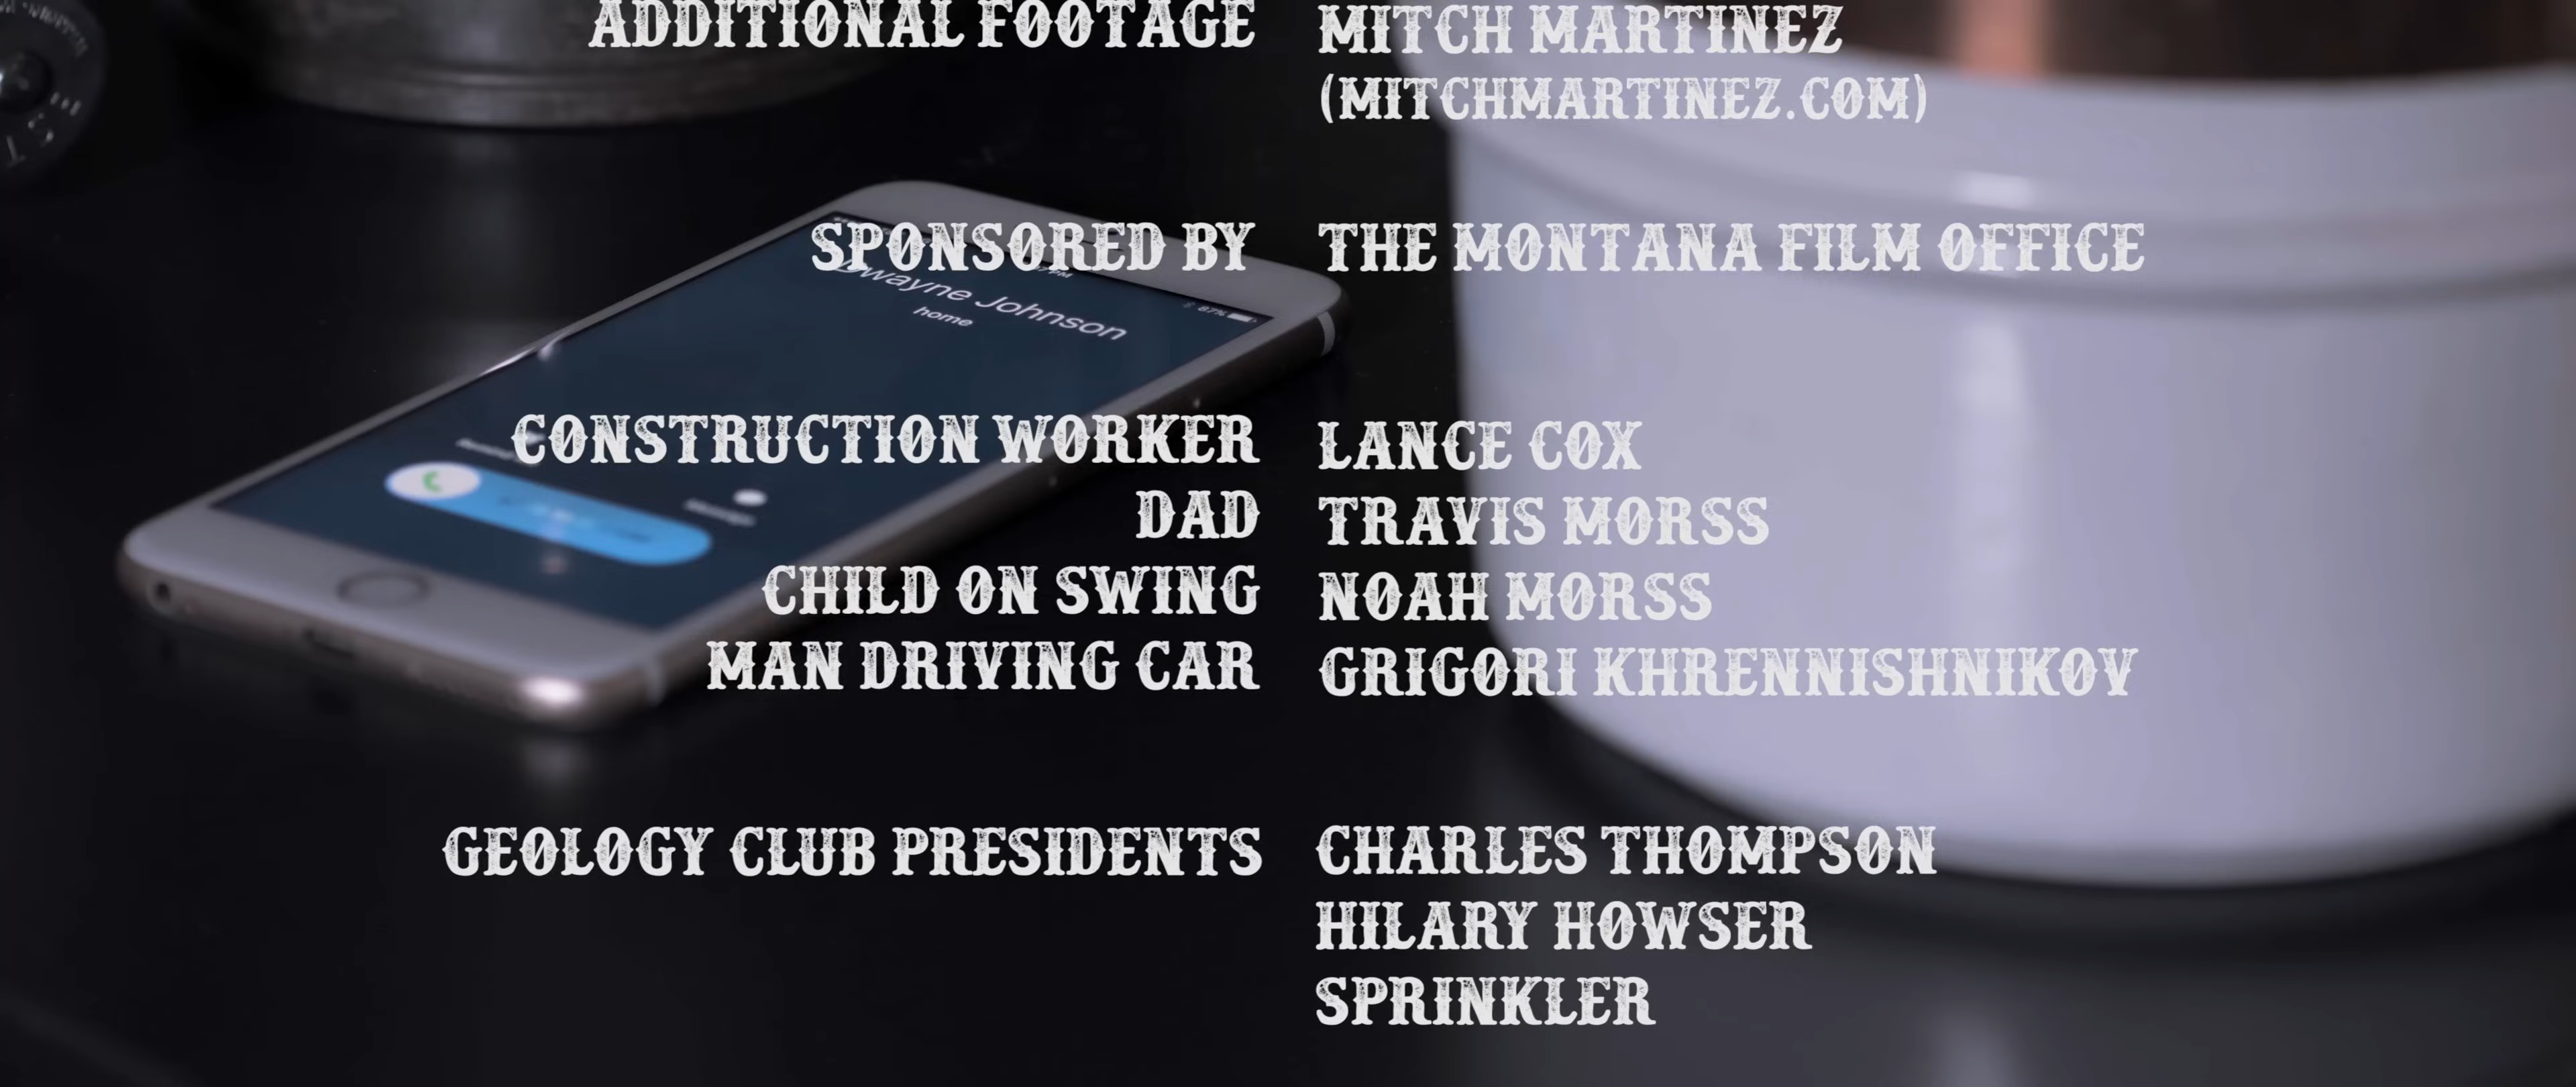 ADDITIONAL FOOTAGE MITCH MARTINEZ
(MITCHMARTINEZ.COM)
SPONSORED BY THE MONTANA FILM OFFICE
Dwayne Johnson
home
87%
CONSTRUCTION WORKER LANCE COX
DAD TRAVIS MORSS
CHILD ON SWING NOAH MORSS
MAN DRIVING CAR GRIGORI KHRENNISHNIKOV
GEOLOGY CLUB PRESIDENTS CHARLES THOMPSON
HILARY HOWSER
SPRINKLER